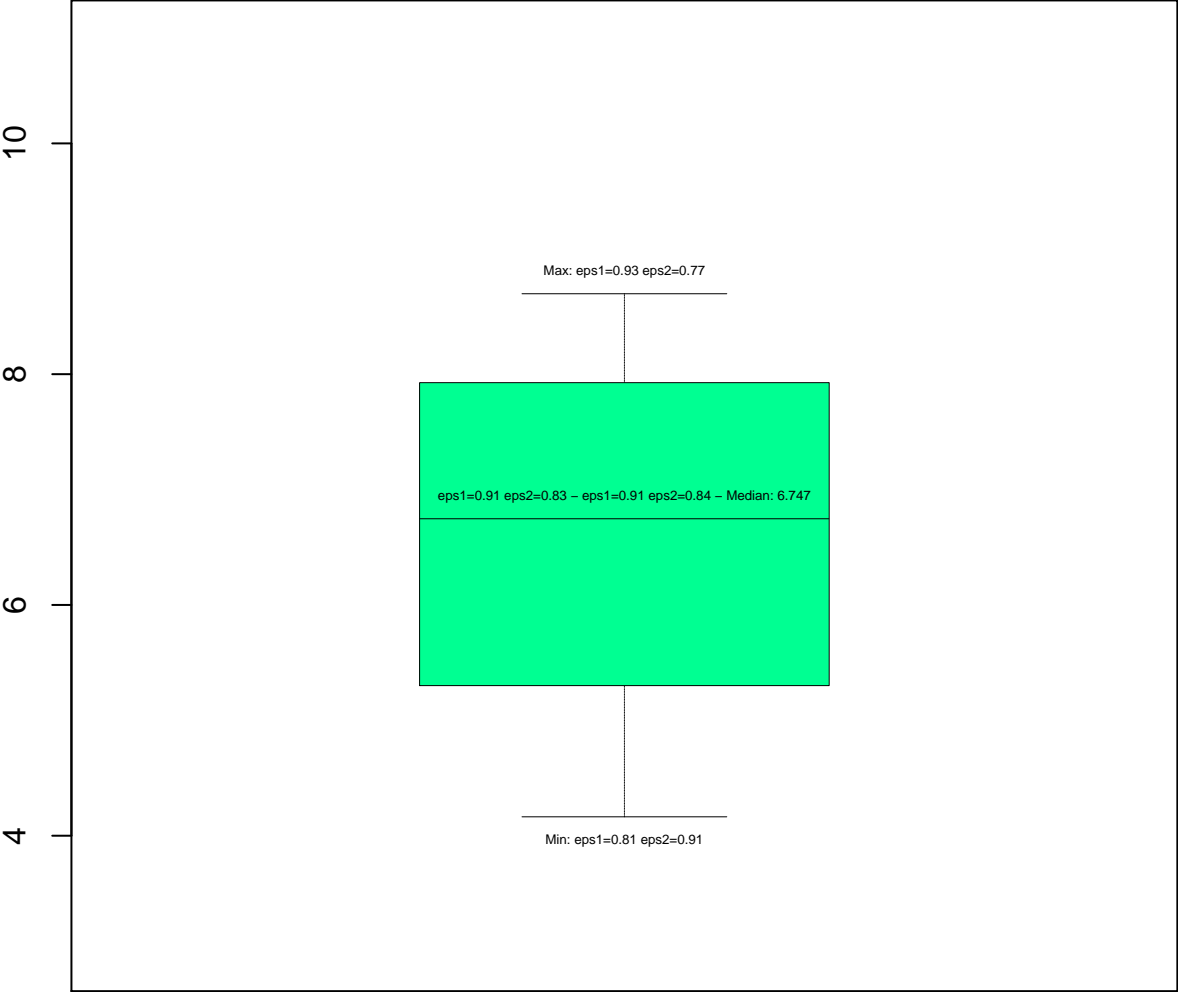 10
Max: eps1=0.93 eps2=0.77
8
eps1=0.91 eps2=0.83 − eps1=0.91 eps2=0.84 − Median: 6.747
6
4
Min: eps1=0.81 eps2=0.91